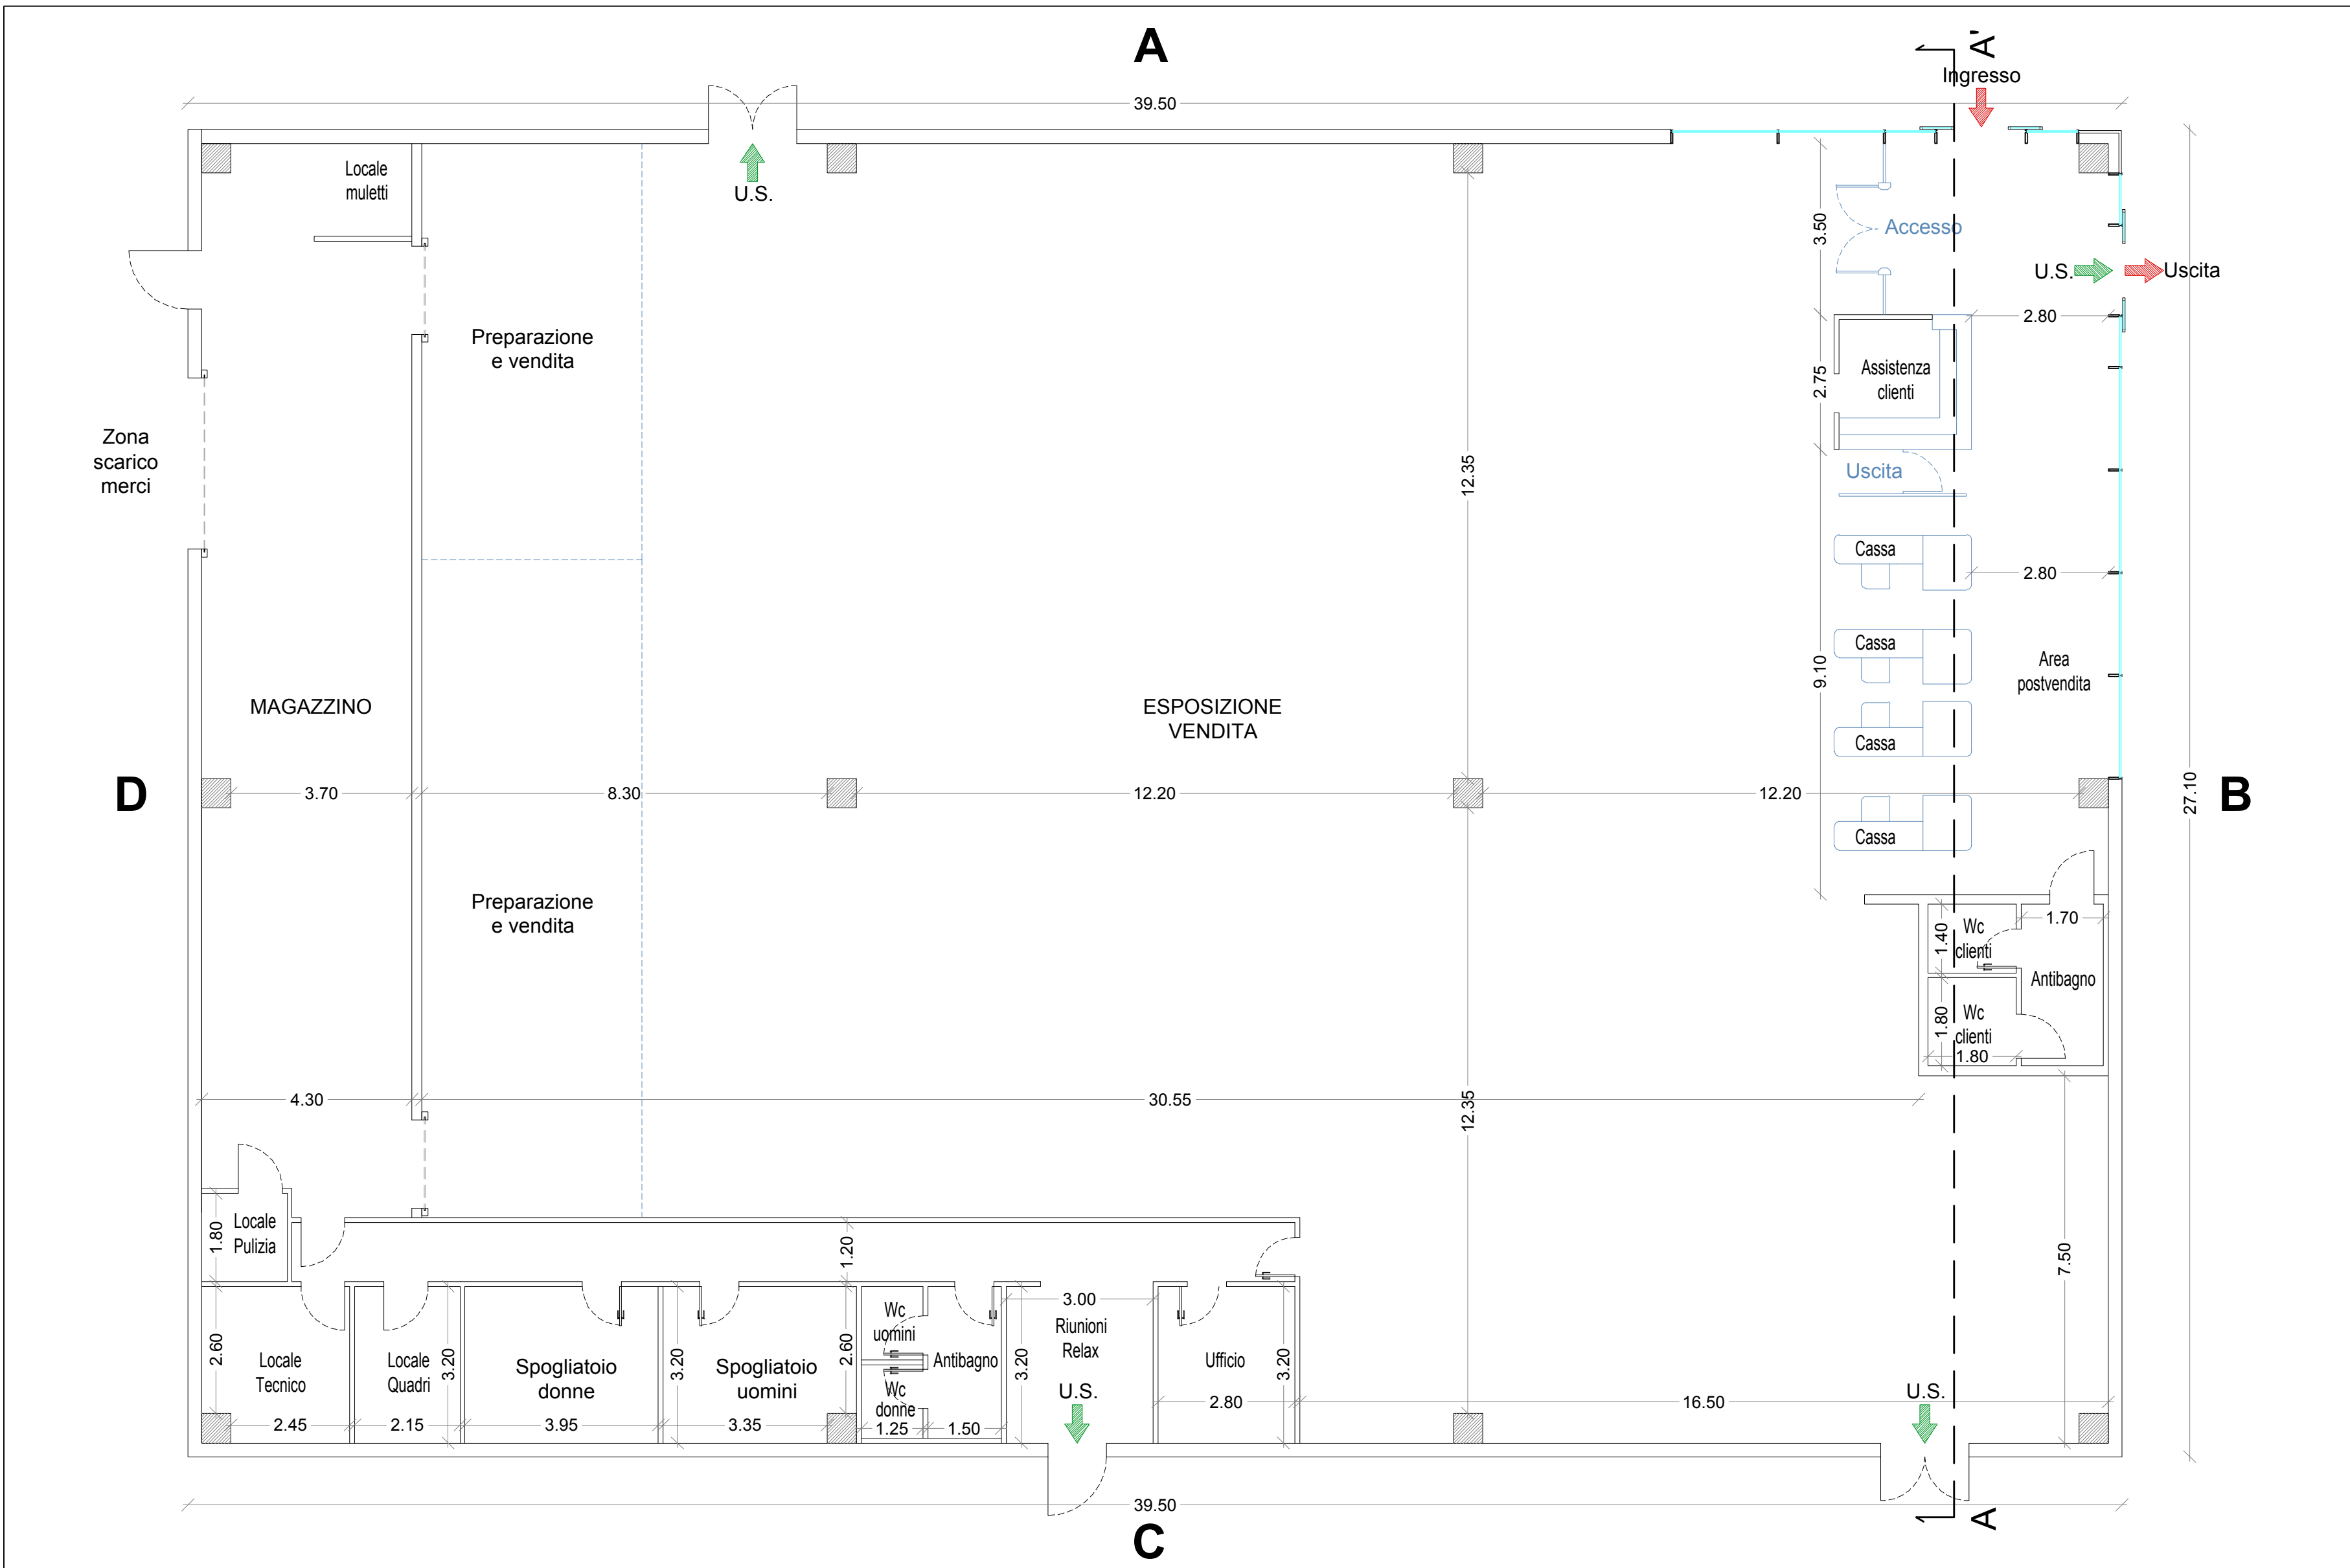 A
A'
Ingresso
39.50
Locale
muletti
U.S.
3.50
Accesso
U.S.
Uscita
2.80
Preparazione
e vendita
Assistenza
clienti
2.75
Zona
scarico
merci
12.35
Uscita
Cassa
2.80
Cassa
9.10
Area
postvendita
MAGAZZINO
ESPOSIZIONE
VENDITA
Cassa
D
3.70
8.30
12.20
12.20
27.10
B
Cassa
Preparazione
e vendita
1.70
1.40
Wc
clienti
Antibagno
1.80
Wc
clienti
1.80
4.30
30.55
12.35
1.80
Locale
Pulizia
1.20
7.50
3.00
Wc
uomini
Riunioni
Relax
2.60
Locale
Tecnico
Locale
Quadri
3.20
Spogliatoio
donne
3.20
Spogliatoio
uomini
2.60
Antibagno
3.20
Ufficio
3.20
Wc
donne
U.S.
U.S.
2.80
16.50
2.45
2.15
3.95
3.35
1.25
1.50
39.50
A
C